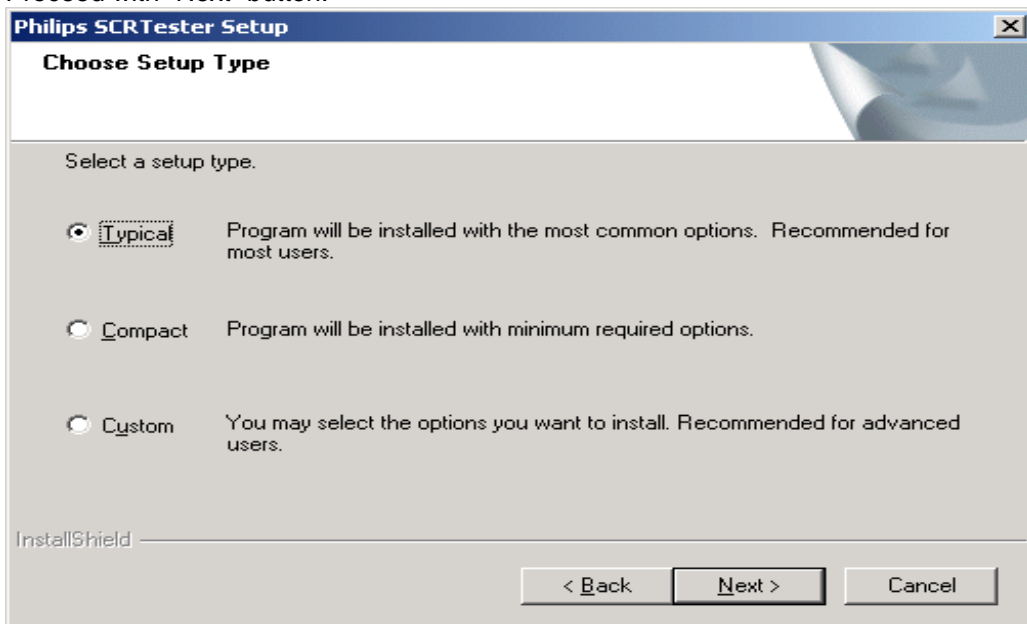 Proceed with "Next" button.
Philips SCRTester Setup
Choose Setup Type
Select a setup type.
Typical
Program will be installed with the most common options. Recommended for
most users.
Compact
Program will be installed with minimum required options.
Custom
You may select the options you want to install. Recommended for advanced
users.
InstallShield
< Back
Next >
Cancel